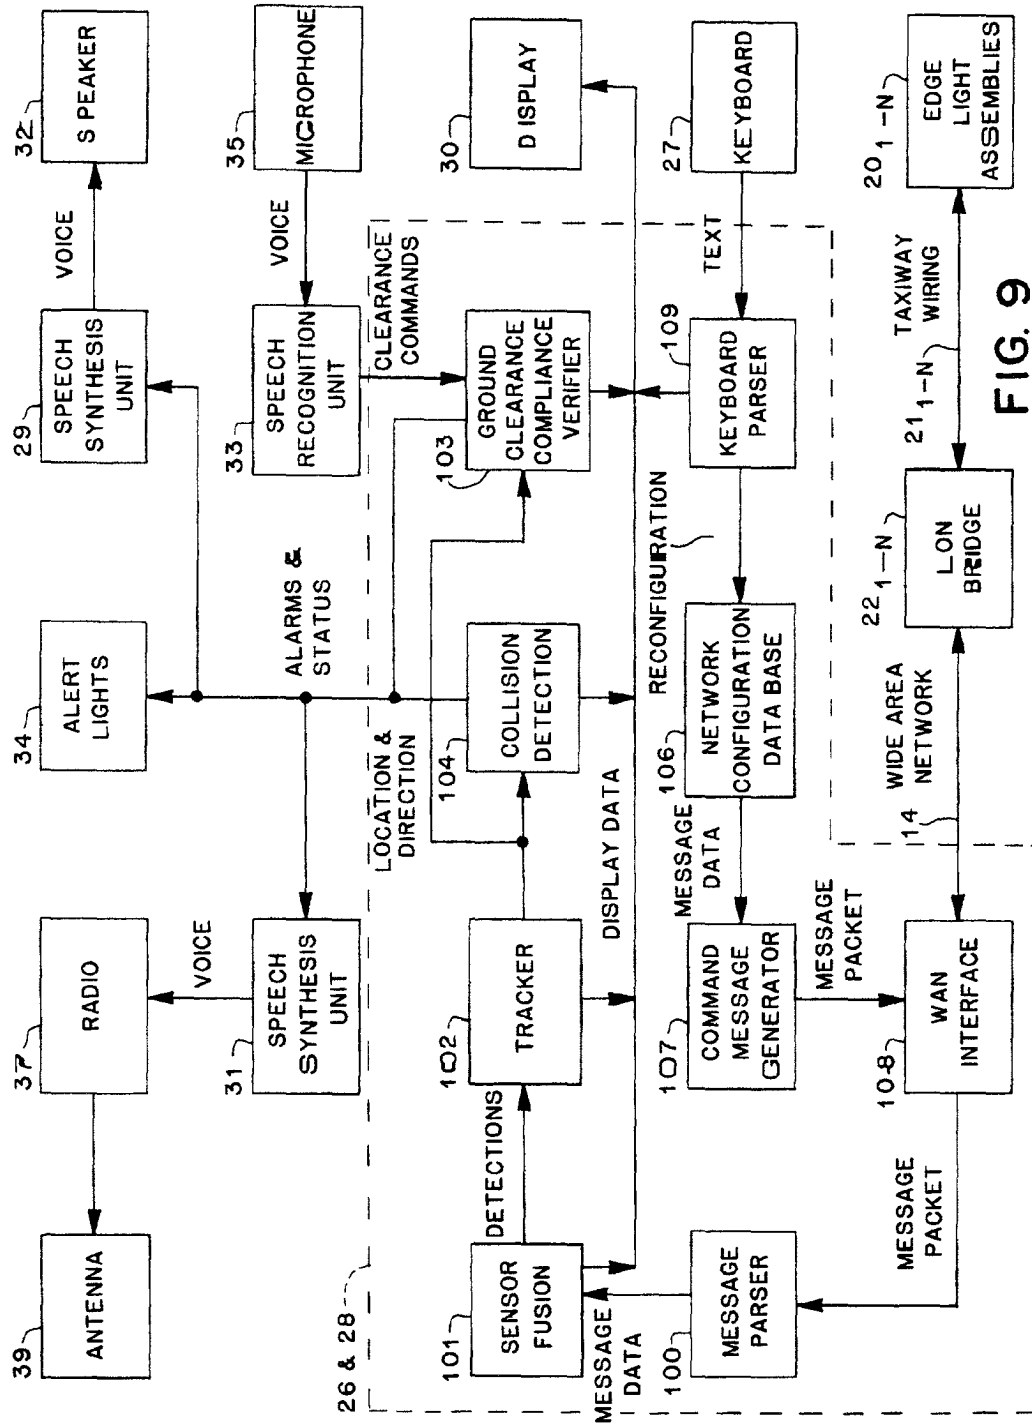 39
ANTENNA
37
RADIO
34
ALERT
LIGHTS
29
SPEECH
SYNTHESIS
UNIT
VOICE
32
SPEAKER
VOICE
31
SPEECH
SYNTHESIS
UNIT
ALARMS &
STATUS
33
SPEECH
RECOGNITION
UNIT
VOICE
35
MICROPHONE
26 & 28
LOCATION &
DIRECTION
CLEARANCE
COMMANDS
101
SENSOR
FUSION
DETECTIONS
102
TRACKER
104
COLLISION
DETECTION
103
GROUND
CLEARANCE
COMPLIANCE
VERIFIER
30
DISPLAY
MESSAGE
DATA
DISPLAY DATA
RECONFIGURATION
100
MESSAGE
PARSER
107
COMMAND
MESSAGE
GENERATOR
MESSAGE
DATA
106
NETWORK
CONFIGURATION
DATA BASE
109
KEYBOARD
PARSER
TEXT
27
KEYBOARD
MESSAGE
PACKET
MESSAGE
PACKET
108
WAN
INTERFACE
14
WIDE AREA
NETWORK
22 1-N
LON
BRIDGE
21 1-N
TAXIWAY
WIRING
20 1-N
EDGE
LIGHT
ASSEMBLIES
FIG. 9